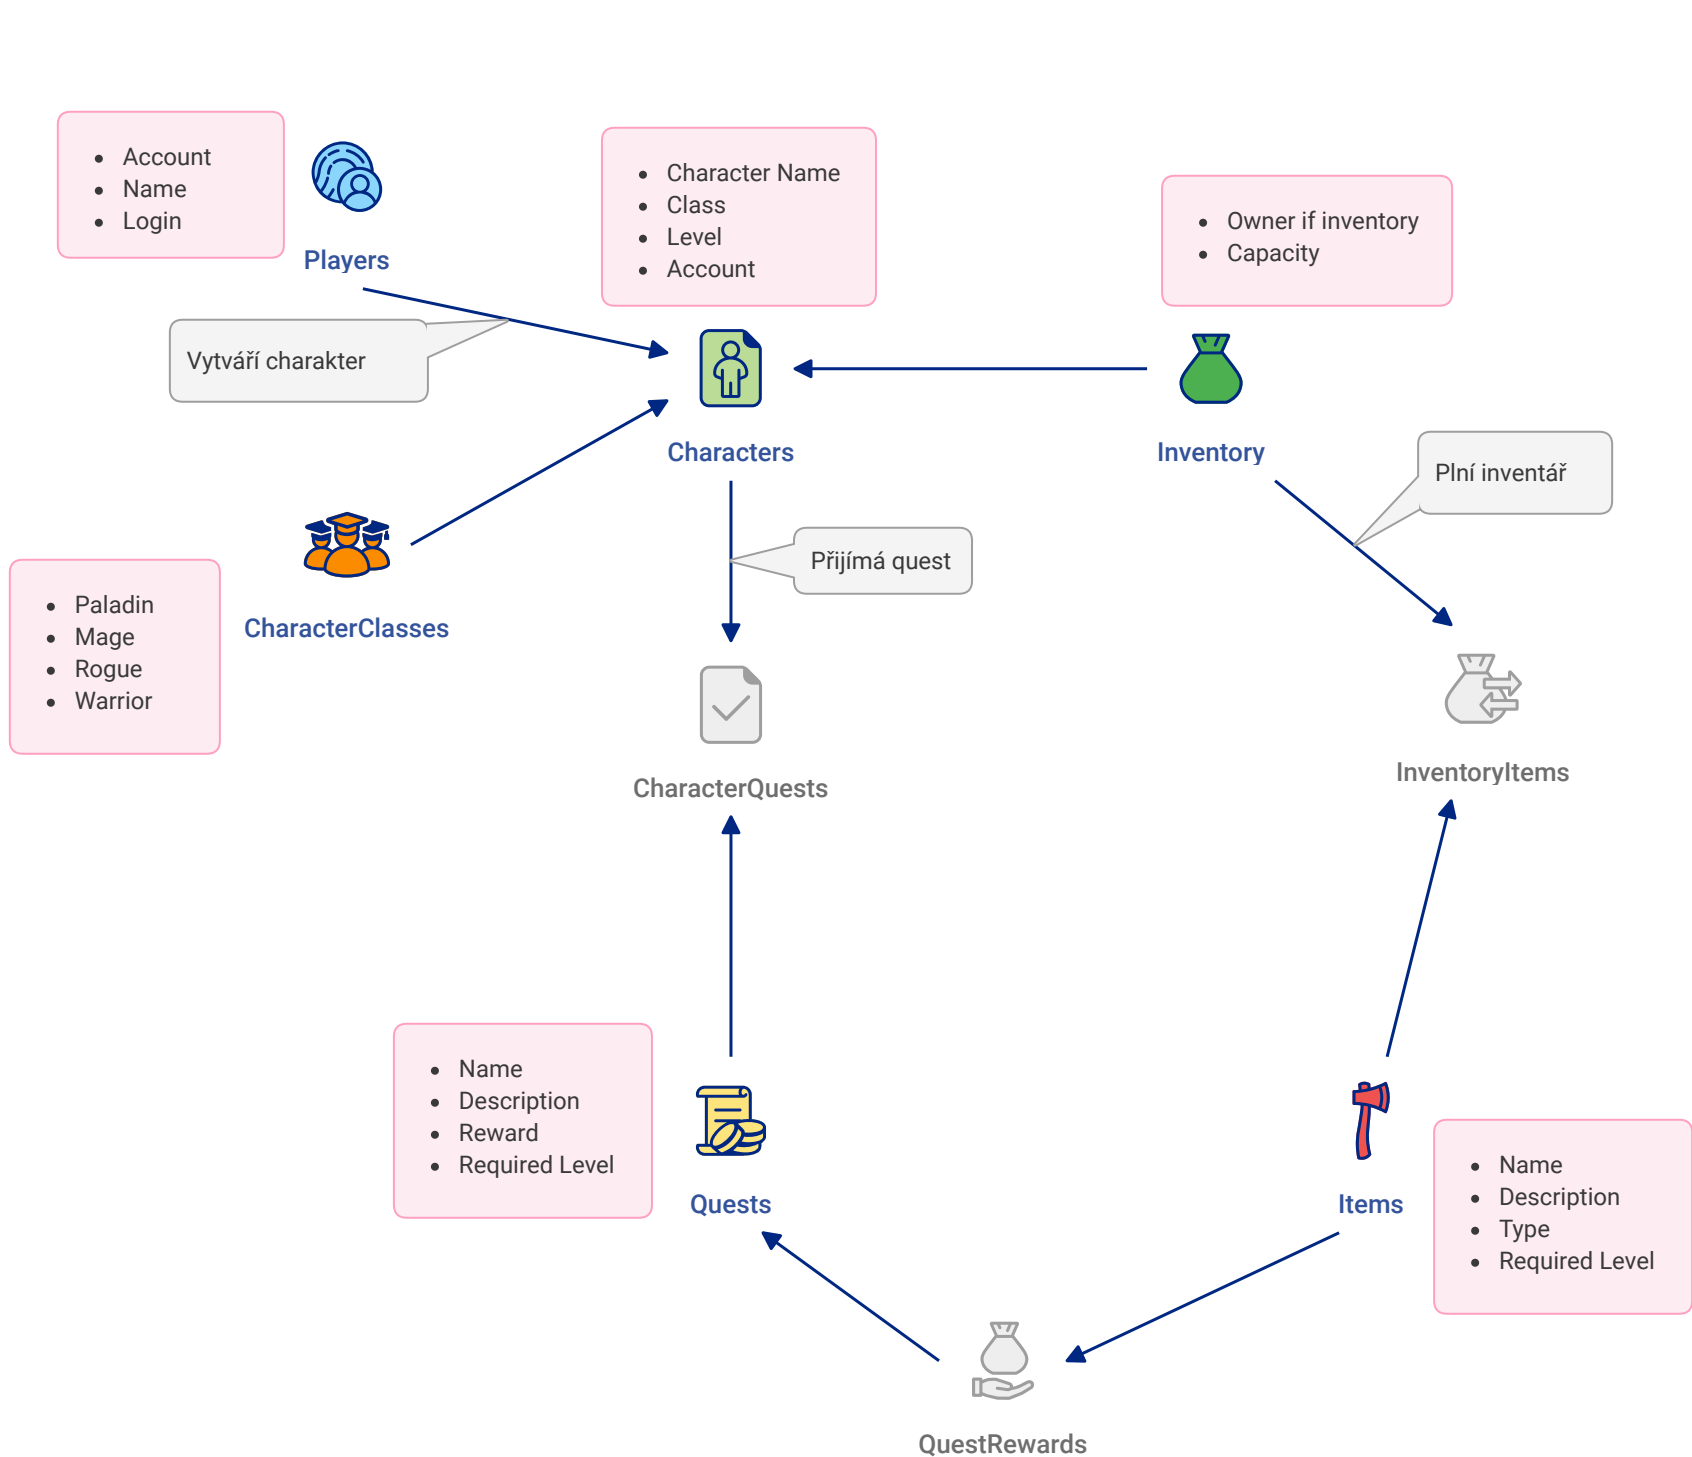 Account
Name
Login
Players
Character Name
Class
Level
Account
Owner if inventory
Capacity
Vytváří charakter
Characters
Inventory
Plní inventář
Přijímá quest
Paladin
Mage
Rogue
Warrior
CharacterClasses
CharacterQuests
InventoryItems
Name
Description
Reward
Required Level
Quests
Items
Name
Description
Type
Required Level
QuestRewards